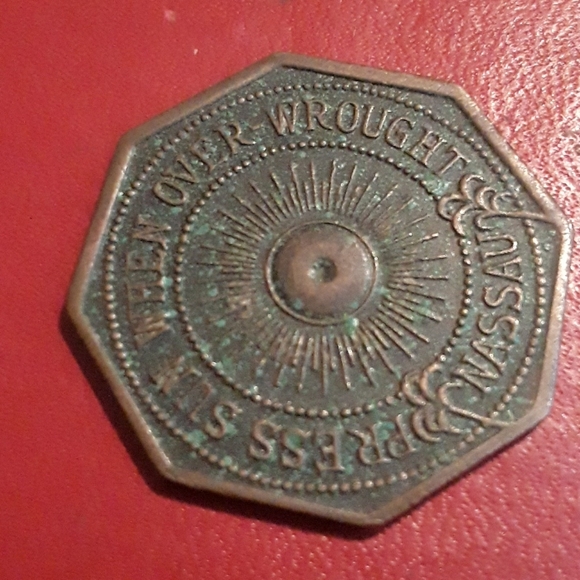 PRESS SUN WHEN OVER-WROUGHT
NASSAU